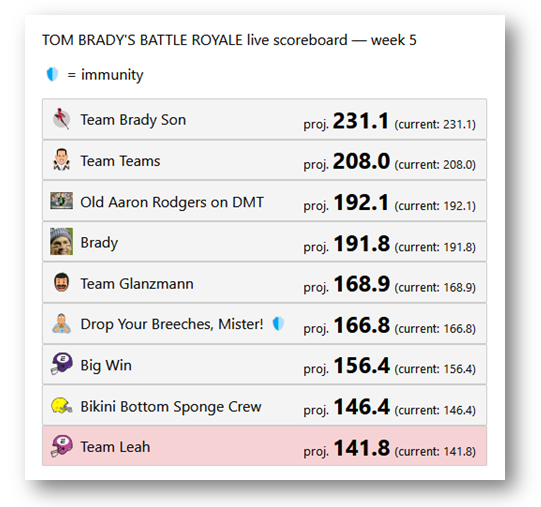 TOM BRADY'S BATTLE ROYALE live scoreboard — week 5
= immunity
Team Brady Son proj. 231.1 (current: 231.1)
Team Teams proj. 208.0 (current: 208.0)
Old Aaron Rodgers on DMT proj. 192.1 (current: 192.1)
Brady proj. 191.8 (current: 191.8)
Team Glanzmann proj. 168.9 (current: 168.9)
Drop Your Breeches, Mister! proj. 166.8 (current: 166.8)
Big Win proj. 156.4 (current: 156.4)
Bikini Bottom Sponge Crew proj. 146.4 (current: 146.4)
Team Leah proj. 141.8 (current: 141.8)